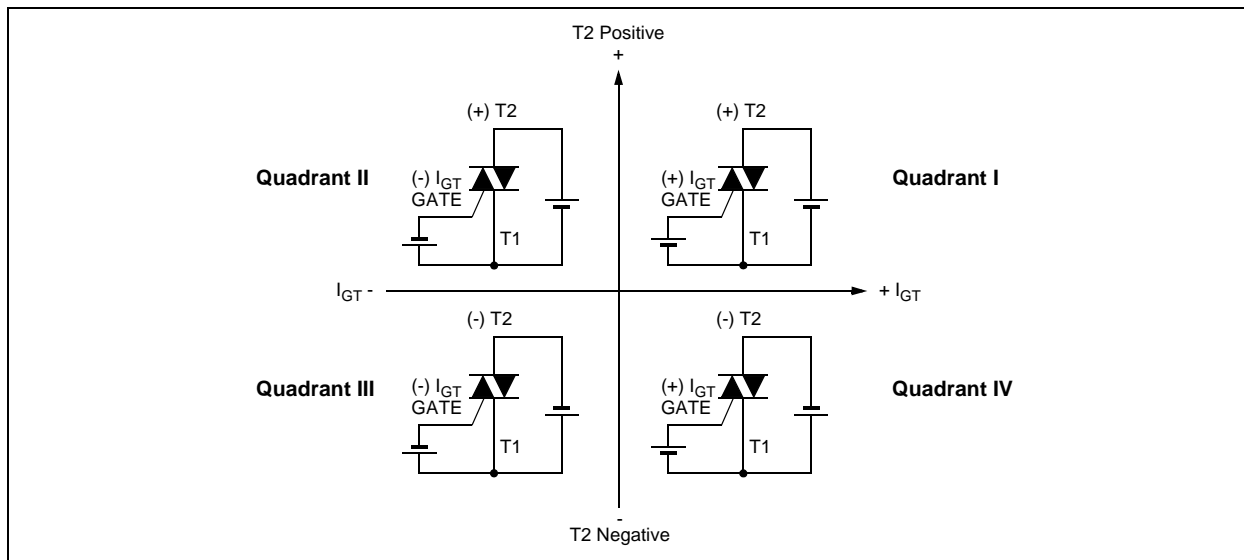 T2 Positive
+
(+) T2
(+) T2
Quadrant II
(-) IGT
GATE
(+) IGT
GATE
Quadrant I
T1
T1
IGT -
+ IGT
(-) T2
(-) T2
Quadrant III
(-) IGT
GATE
(+) IGT
GATE
Quadrant IV
T1
T1
-
T2 Negative